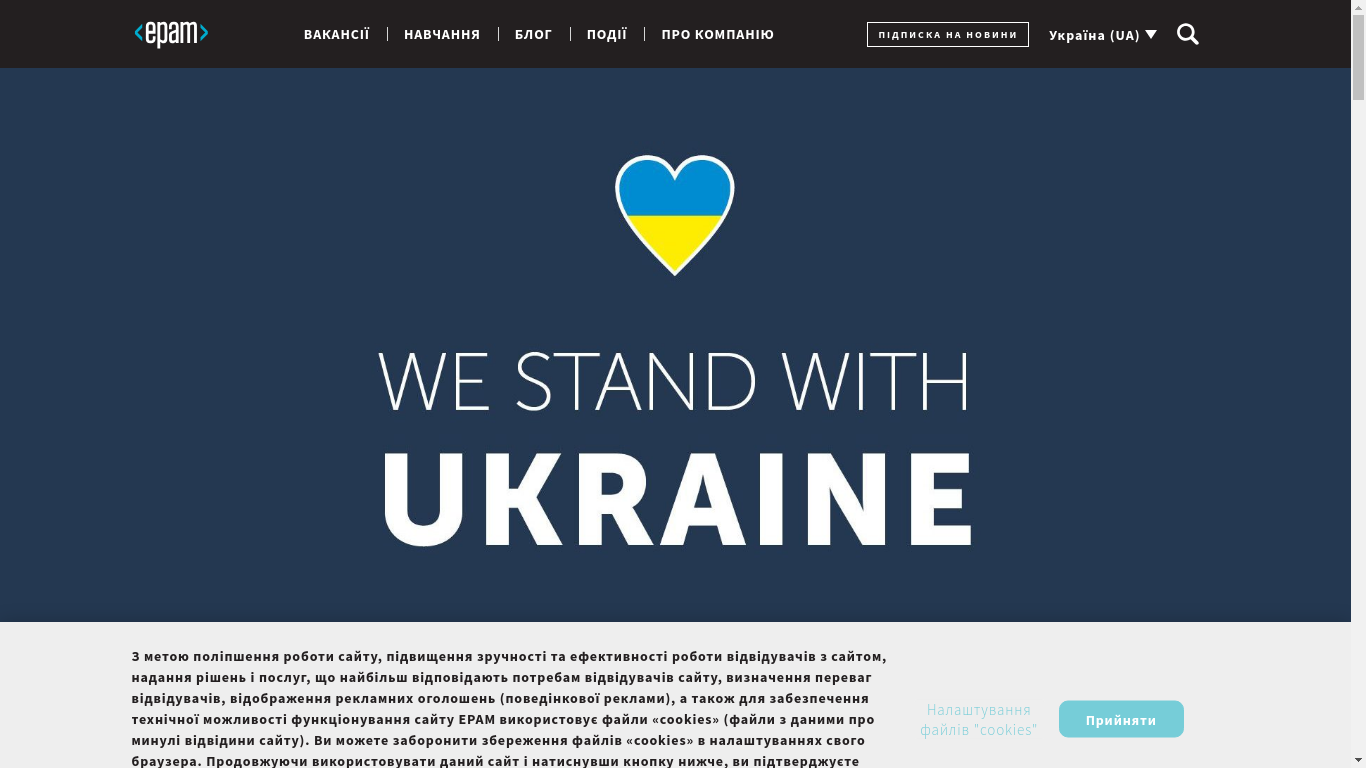 <epam>
ВАКАНСІЇ
НАВЧАННЯ
БЛОГ
ПОДІЇ
ПРО КОМПАНІЮ
ПІДПИСКА НА НОВИНИ
Україна (UA)
WE STAND WITH
UKRAINE
З метою поліпшення роботи сайту, підвищення зручності та ефективності роботи відвідувачів з сайтом,
надання рішень і послуг, що найбільш відповідають потребам відвідувачів сайту, визначення переваг
відвідувачів, відображення рекламних оголошень (поведінкової реклами), а також для забезпечення
технічної можливості функціонування сайту EPAM використовує файли «cookies» (файли з даними про
минулі відвідини сайту). Ви можете заборонити збереження файлів «cookies» в налаштуваннях свого
браузера. Продовжуючи використовувати даний сайт і натиснувши кнопку нижче, ви підтверджуєте
Налаштування
файлів "cookies"
Прийняти